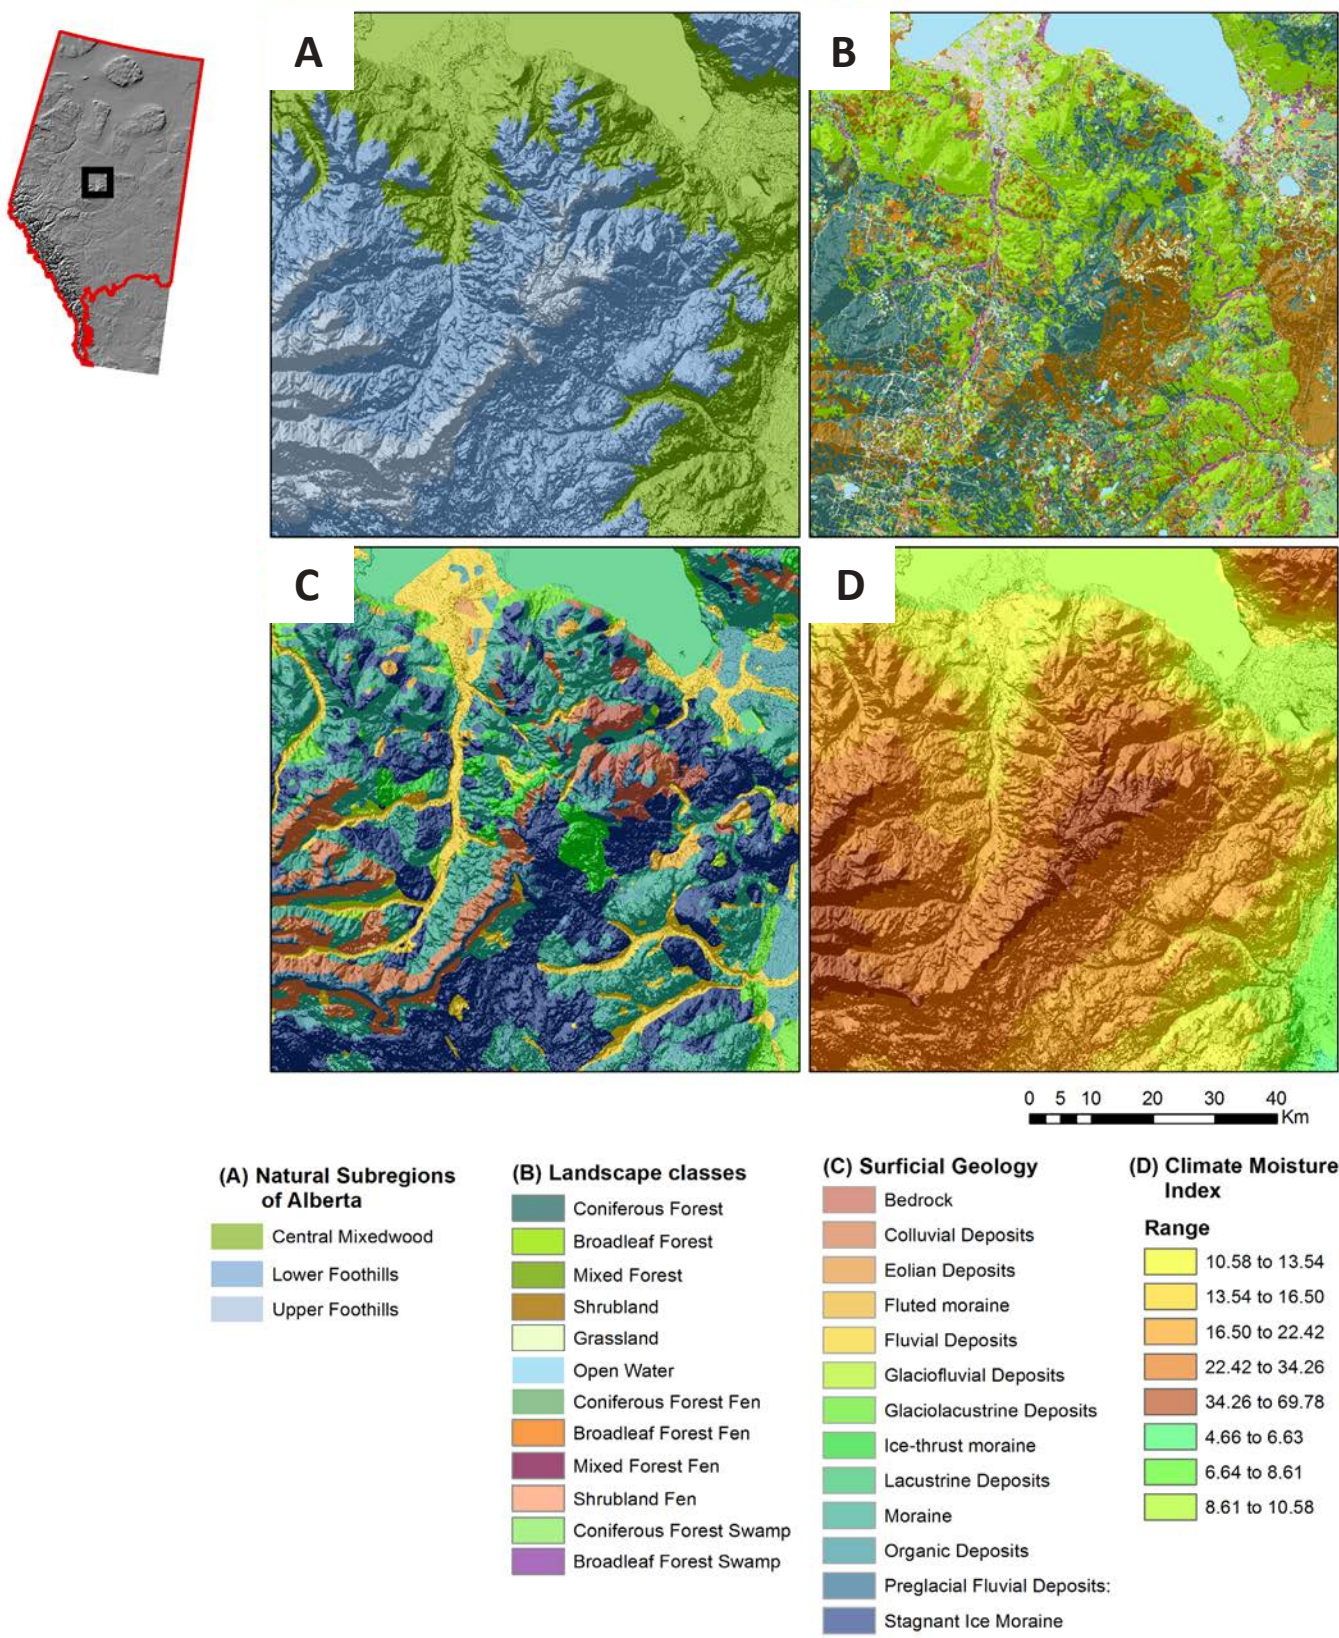 A
B
C
D
0 5 10 20 30 40
Km
(A) Natural Subregions
of Alberta
Central Mixedwood
Lower Foothills
Upper Foothills
(B) Landscape classes
Coniferous Forest
Broadleaf Forest
Mixed Forest
Shrubland
Grassland
Open Water
Coniferous Forest Fen
Broadleaf Forest Fen
Mixed Forest Fen
Shrubland Fen
Coniferous Forest Swamp
Broadleaf Forest Swamp
(C) Surficial Geology
Bedrock
Colluvial Deposits
Eolian Deposits
Fluted moraine
Fluvial Deposits
Glaciofluvial Deposits
Glaciolacustrine Deposits
Ice-thrust moraine
Lacustrine Deposits
Moraine
Organic Deposits
Preglacial Fluvial Deposits:
Stagnant Ice Moraine
(D) Climate Moisture
Index
Range
10.58 to 13.54
13.54 to 16.50
16.50 to 22.42
22.42 to 34.26
34.26 to 69.78
4.66 to 6.63
6.64 to 8.61
8.61 to 10.58